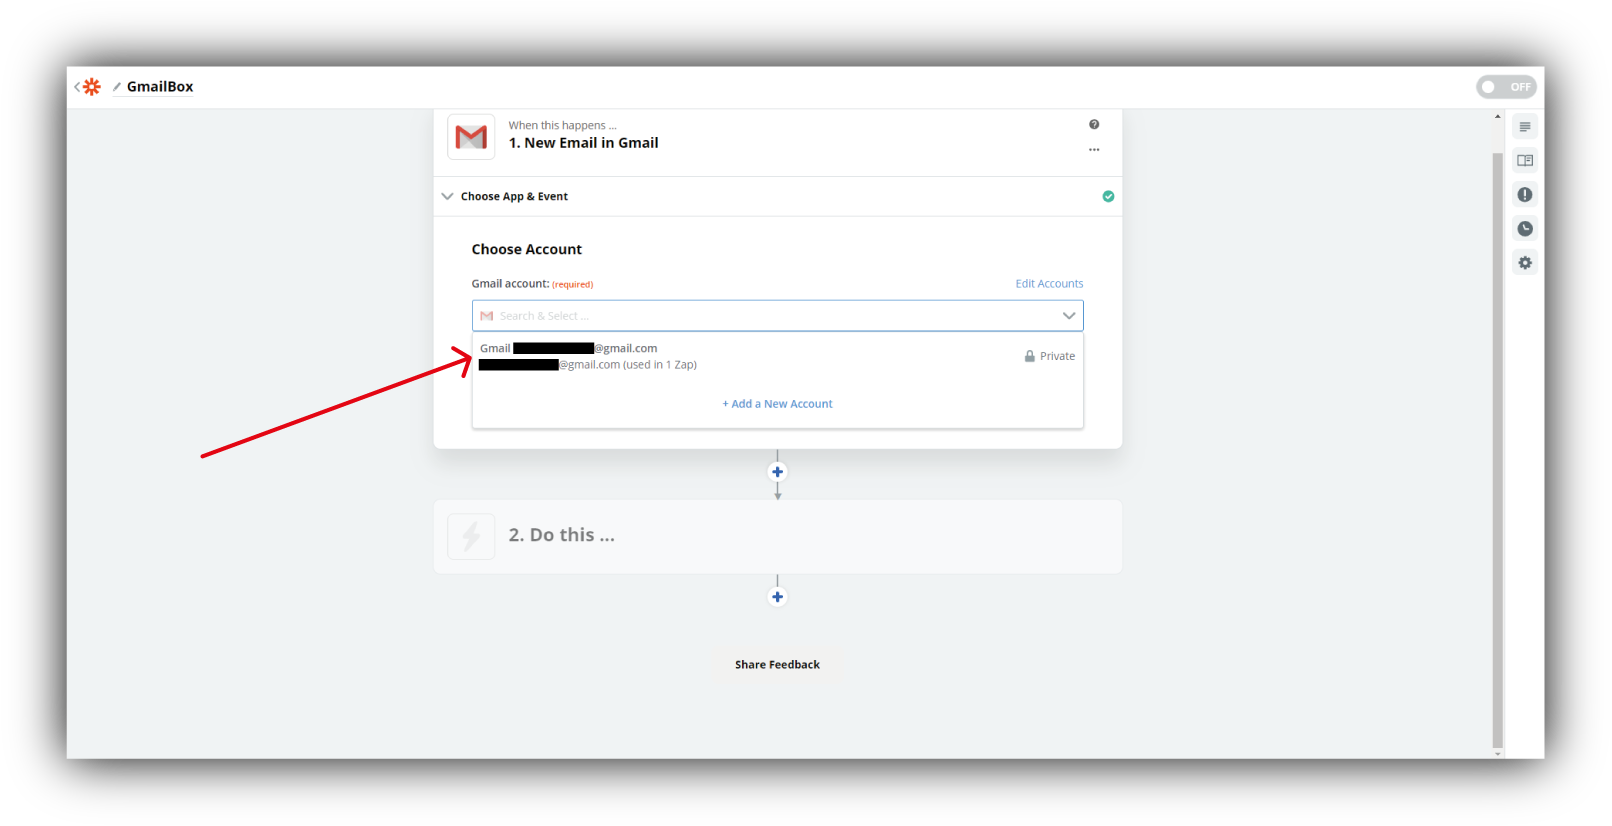 GmailBox
OFF
When this happens ...
1. New Email in Gmail
Choose App & Event
Choose Account
Gmail account: (required)
Edit Accounts
Search & Select ...
Gmail @gmail.com
@gmail.com (used in 1 Zap)
Private
+ Add a New Account
2. Do this ...
Share Feedback